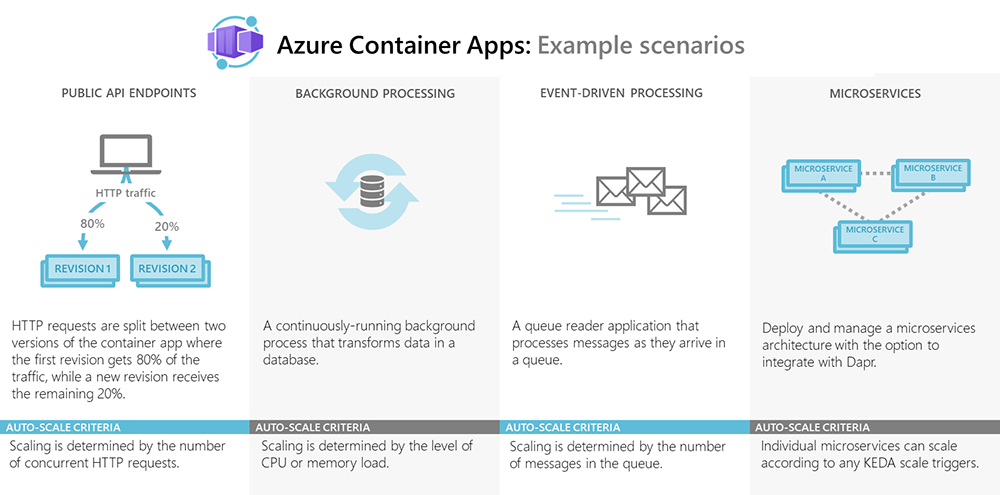 Azure Container Apps: Example scenarios
PUBLIC API ENDPOINTS
HTTP traffic
80%
20%
REVISION 1
REVISION 2
HTTP requests are split between two
versions of the container app where
the first revision gets 80% of the
traffic, while a new revision receives
the remaining 20%.
AUTO-SCALE CRITERIA
Scaling is determined by the number
of concurrent HTTP requests.
BACKGROUND PROCESSING
A continuously-running background
process that transforms data in a
database.
AUTO-SCALE CRITERIA
Scaling is determined by the level of
CPU or memory load.
EVENT-DRIVEN PROCESSING
A queue reader application that
processes messages as they arrive in
a queue.
AUTO-SCALE CRITERIA
Scaling is determined by the number
of messages in the queue.
MICROSERVICES
MICROSERVICE
A
MICROSERVICE
B
MICROSERVICE
C
Deploy and manage a microservices
architecture with the option to
integrate with Dapr.
AUTO-SCALE CRITERIA
Individual microservices can scale
according to any KEDA scale triggers.